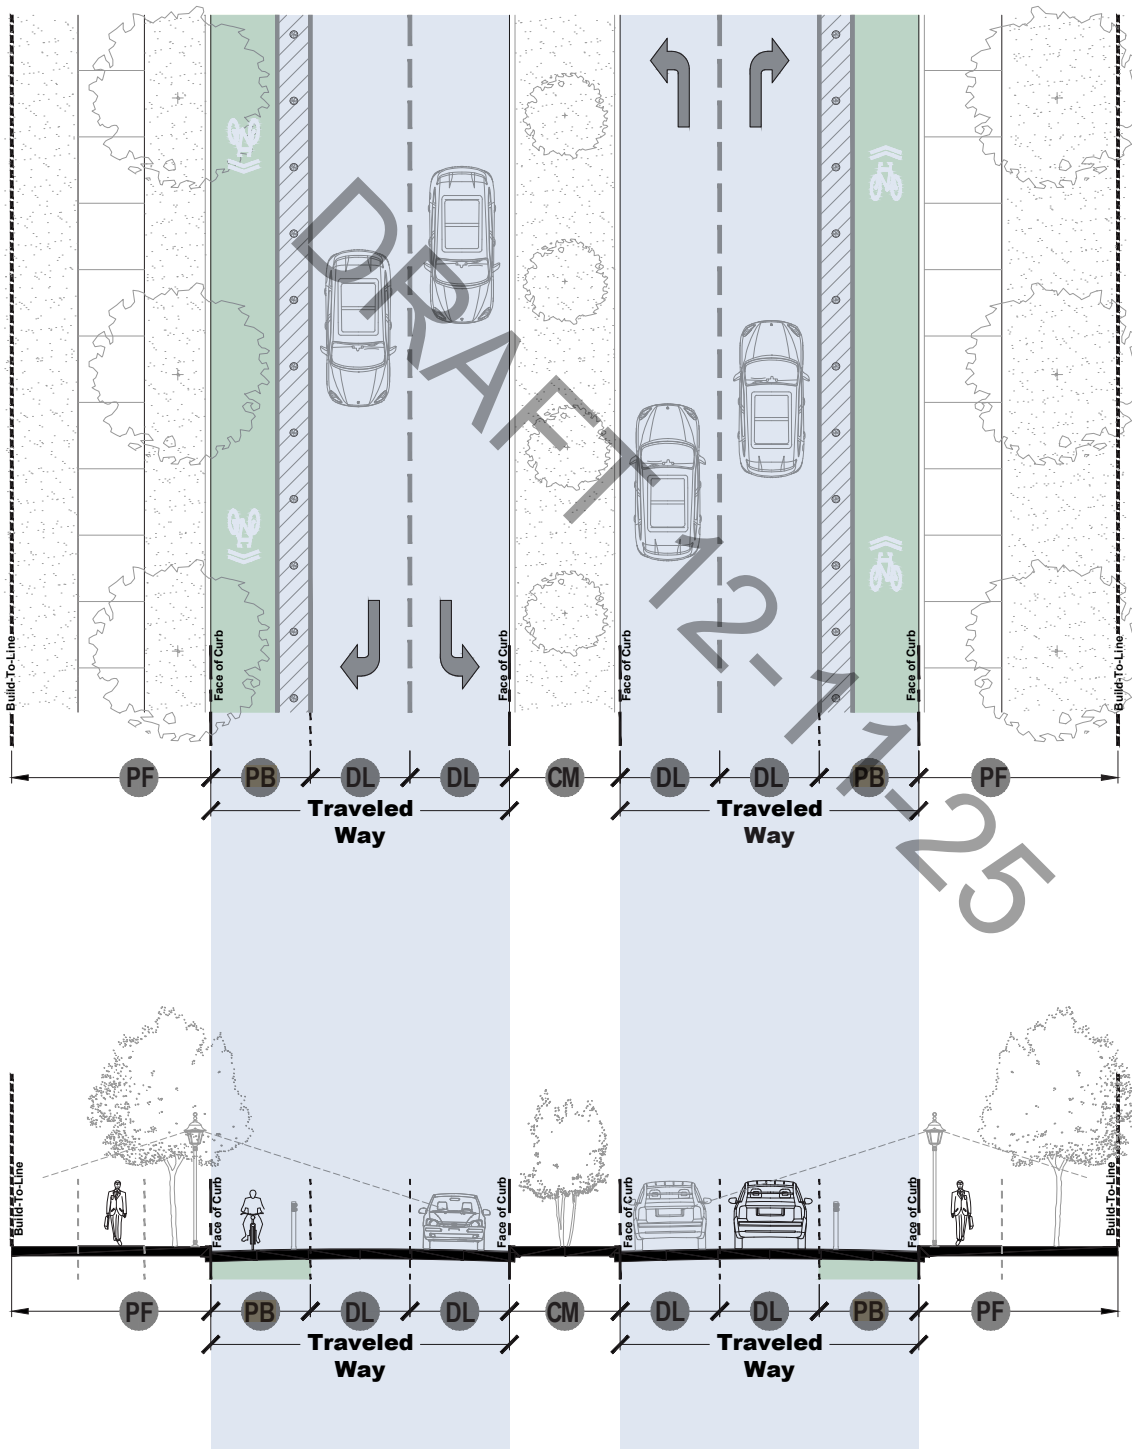 DRAFT 12-11-25
Build-To-Line
Face of Curb
Face of Curb
Face of Curb
Face of Curb
Build-To-Line
PF PB DL DL CM DL DL PB PF
Traveled Way
Traveled Way
Build-To-Line
Face of Curb
Face of Curb
Face of Curb
Face of Curb
Build-To-Line
PF PB DL DL CM DL DL PB PF
Traveled Way
Traveled Way